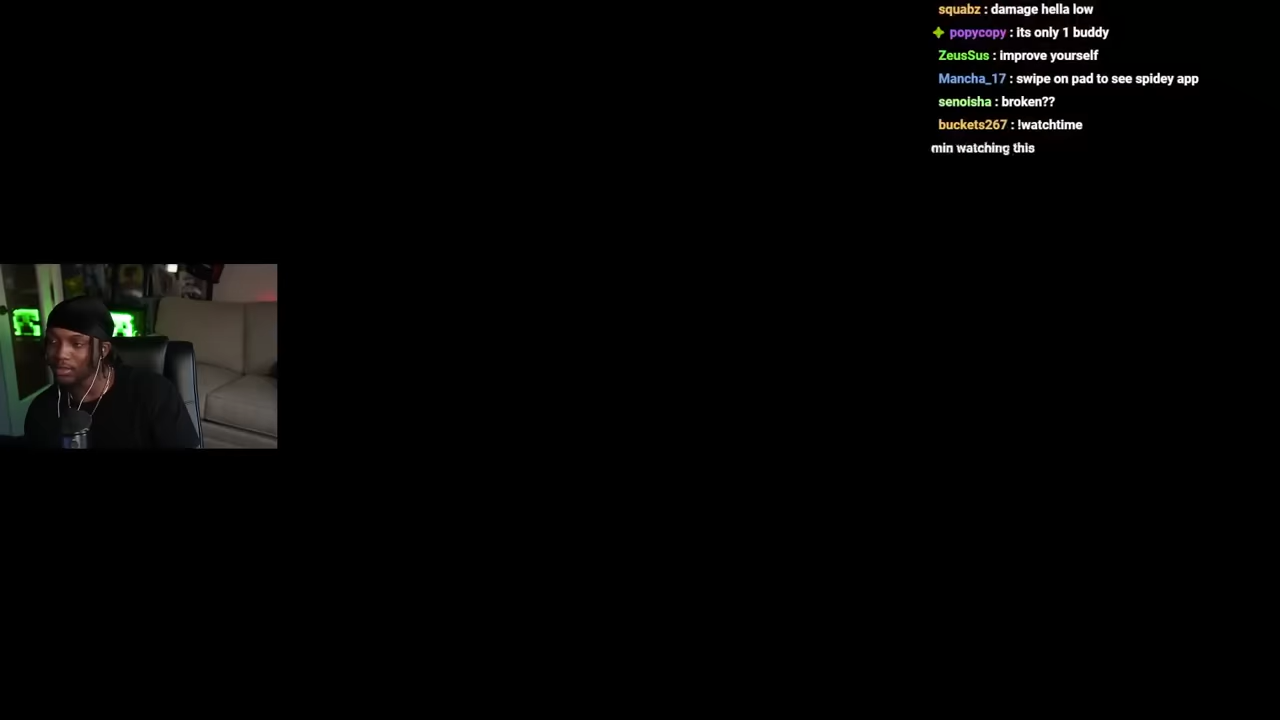 squabz : damage hella low
popycopy : its only 1 buddy
ZeusSus : improve yourself
Mancha_17 : swipe on pad to see spidey app
senoisha : broken??
buckets267 : !watchtime
min watching this